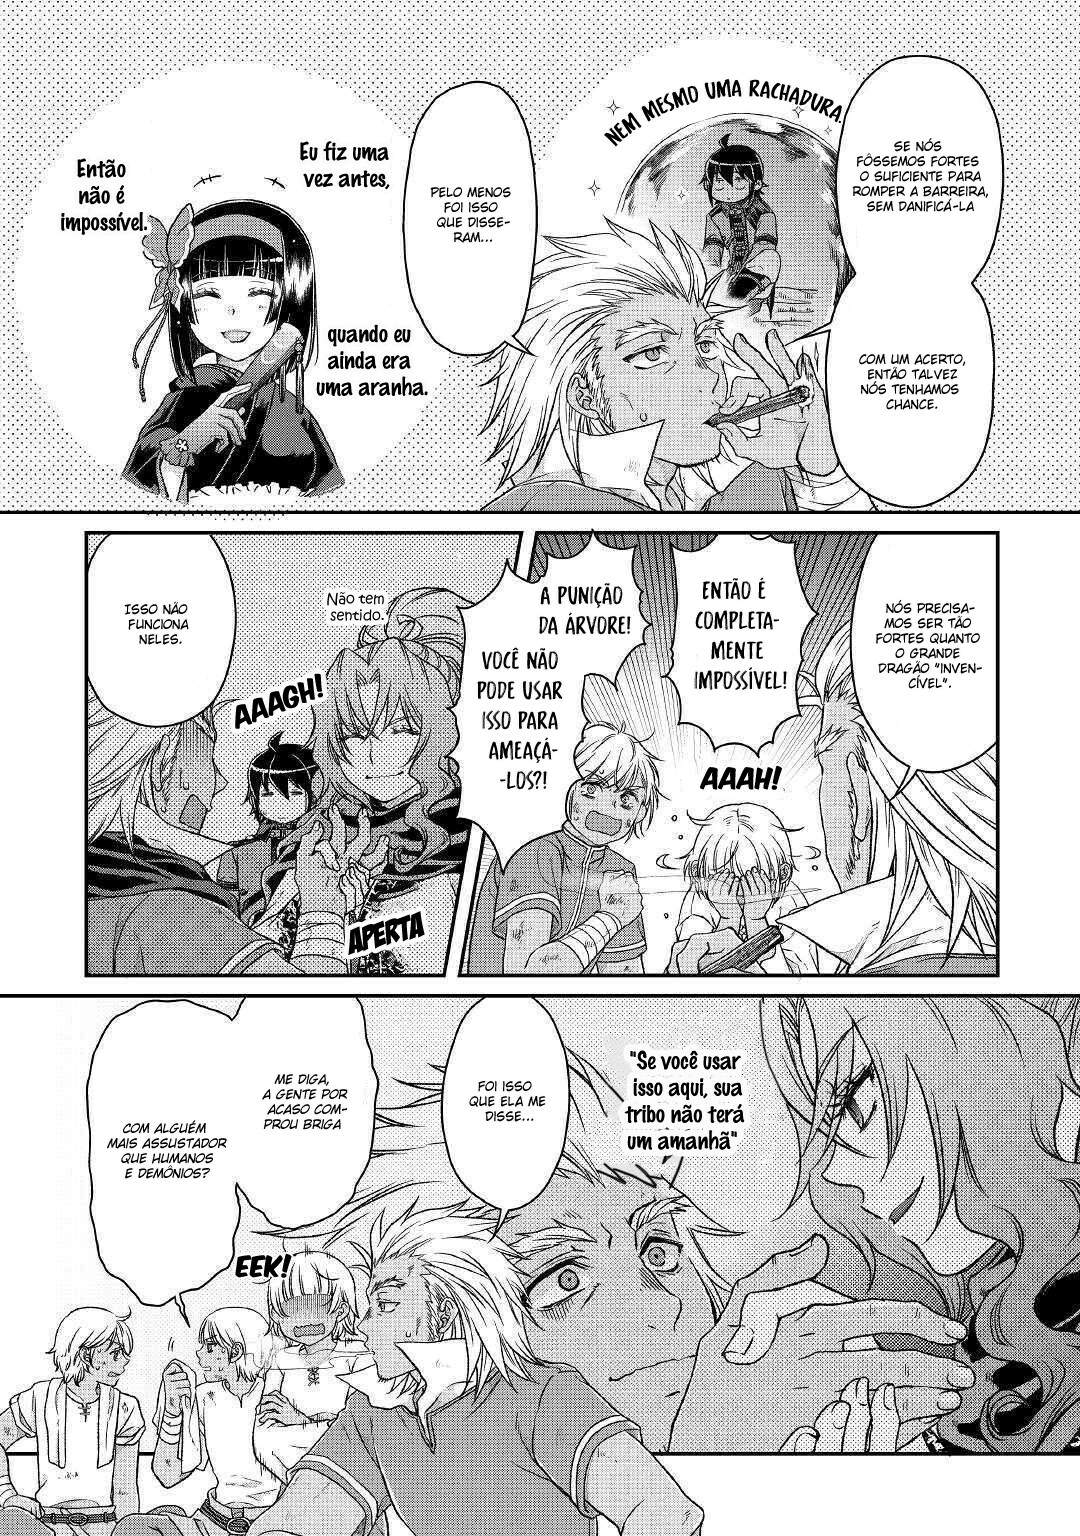 SE NÓS
FÔSSEMOS FORTES
O SUFICIENTE PARA
ROMPER A BARREIRA,
SEM DANIFICÁ-LA
COM UM ACERTO,
ENTÃO TALVEZ
NÓS TENHAMOS
CHANCE.
NEM MESMO UMA RACHADURA.
PELO MENOS
FOI ISSO
QUE DISSE-
RAM...
Eu fiz uma
vez antes,
quando eu
ainda era
uma aranha.
Então
não é
impossível.
NÓS PRECISA-
MOS SER TÃO
FORTES QUANTO
O GRANDE
DRAGÃO "INVEN-
CÍVEL".
ENTÃO É
COMPLETA-
MENTE
IMPOSSÍVEL!
AAAH!
A PUNIÇÃO
DA ÁRVORE!
VOCÊ NÃO
PODE USAR
ISSO PARA
AMEAÇÁ-
-LOS?!
Não tem
sentido.
AAAGH!
APERTA
ISSO NÃO
FUNCIONA
NELES.
"Se você usar
isso aqui, sua
tribo não terá
um amanhã"
FOI ISSO
QUE ELA ME
DISSE...
ME DIGA,
A GENTE POR
ACASO COM-
PROU BRIGA
COM ALGUÉM
MAIS ASSUSTADOR
QUE HUMANOS
E DEMÔNIOS?
EEK!